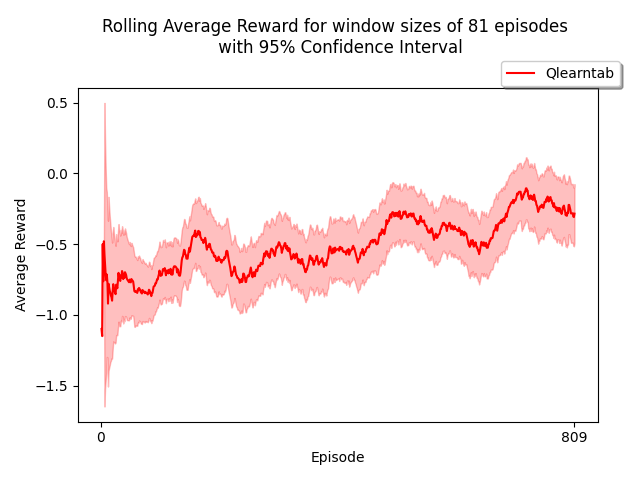 Rolling Average Reward for window sizes of 81 episodes
with 95% Confidence Interval
Qlearntab
0.5
0.0
−0.5
−1.0
−1.5
Average Reward
0
809
Episode